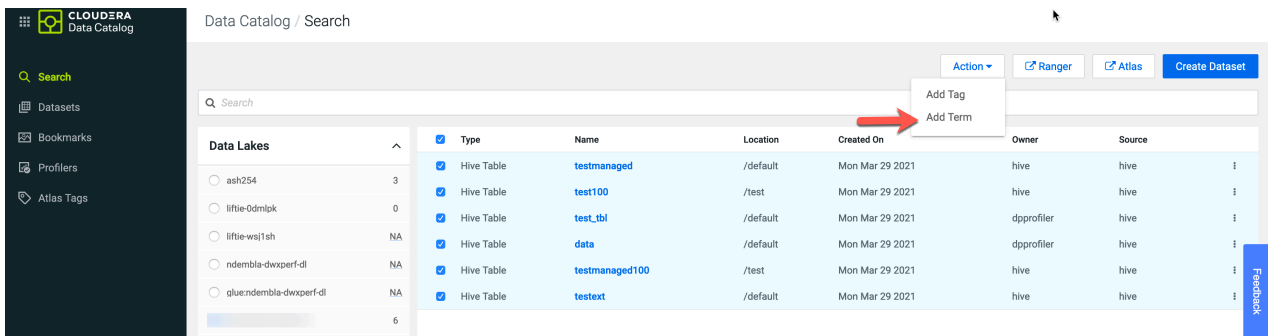 CLOUDERA
Data Catalog
Data Catalog / Search
Search
Datasets
Bookmarks
Profilers
Atlas Tags
Action
Ranger
Atlas
Create Dataset
Add Tag
Add Term
Search
Data Lakes
ash254 3
liftie-0dmlpk 0
liftie-wsj1sh NA
ndembla-dwxperf-dl NA
glue:ndembla-dwxperf-dl NA
6
Type Name Location Created On Owner Source
Hive Table testmanaged /default Mon Mar 29 2021 hive hive
Hive Table test100 /test Mon Mar 29 2021 hive hive
Hive Table test_tbl /default Mon Mar 29 2021 dpprofiler hive
Hive Table data /default Mon Mar 29 2021 dpprofiler hive
Hive Table testmanaged100 /test Mon Mar 29 2021 hive hive
Hive Table testext /default Mon Mar 29 2021 hive hive
Feedback